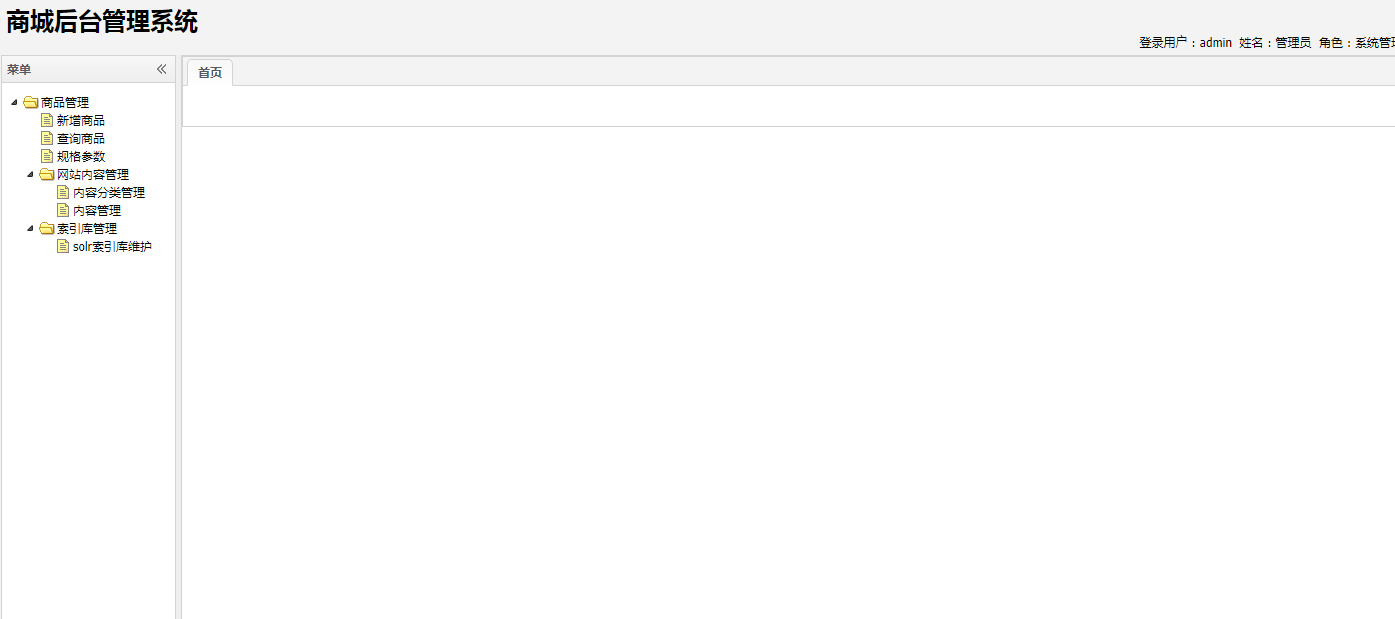 商城后台管理系统
登录用户：admin 姓名：管理员 角色：系统管
菜单
首页
商品管理
新增商品
查询商品
规格参数
网站内容管理
内容分类管理
内容管理
索引库管理
solr索引库维护